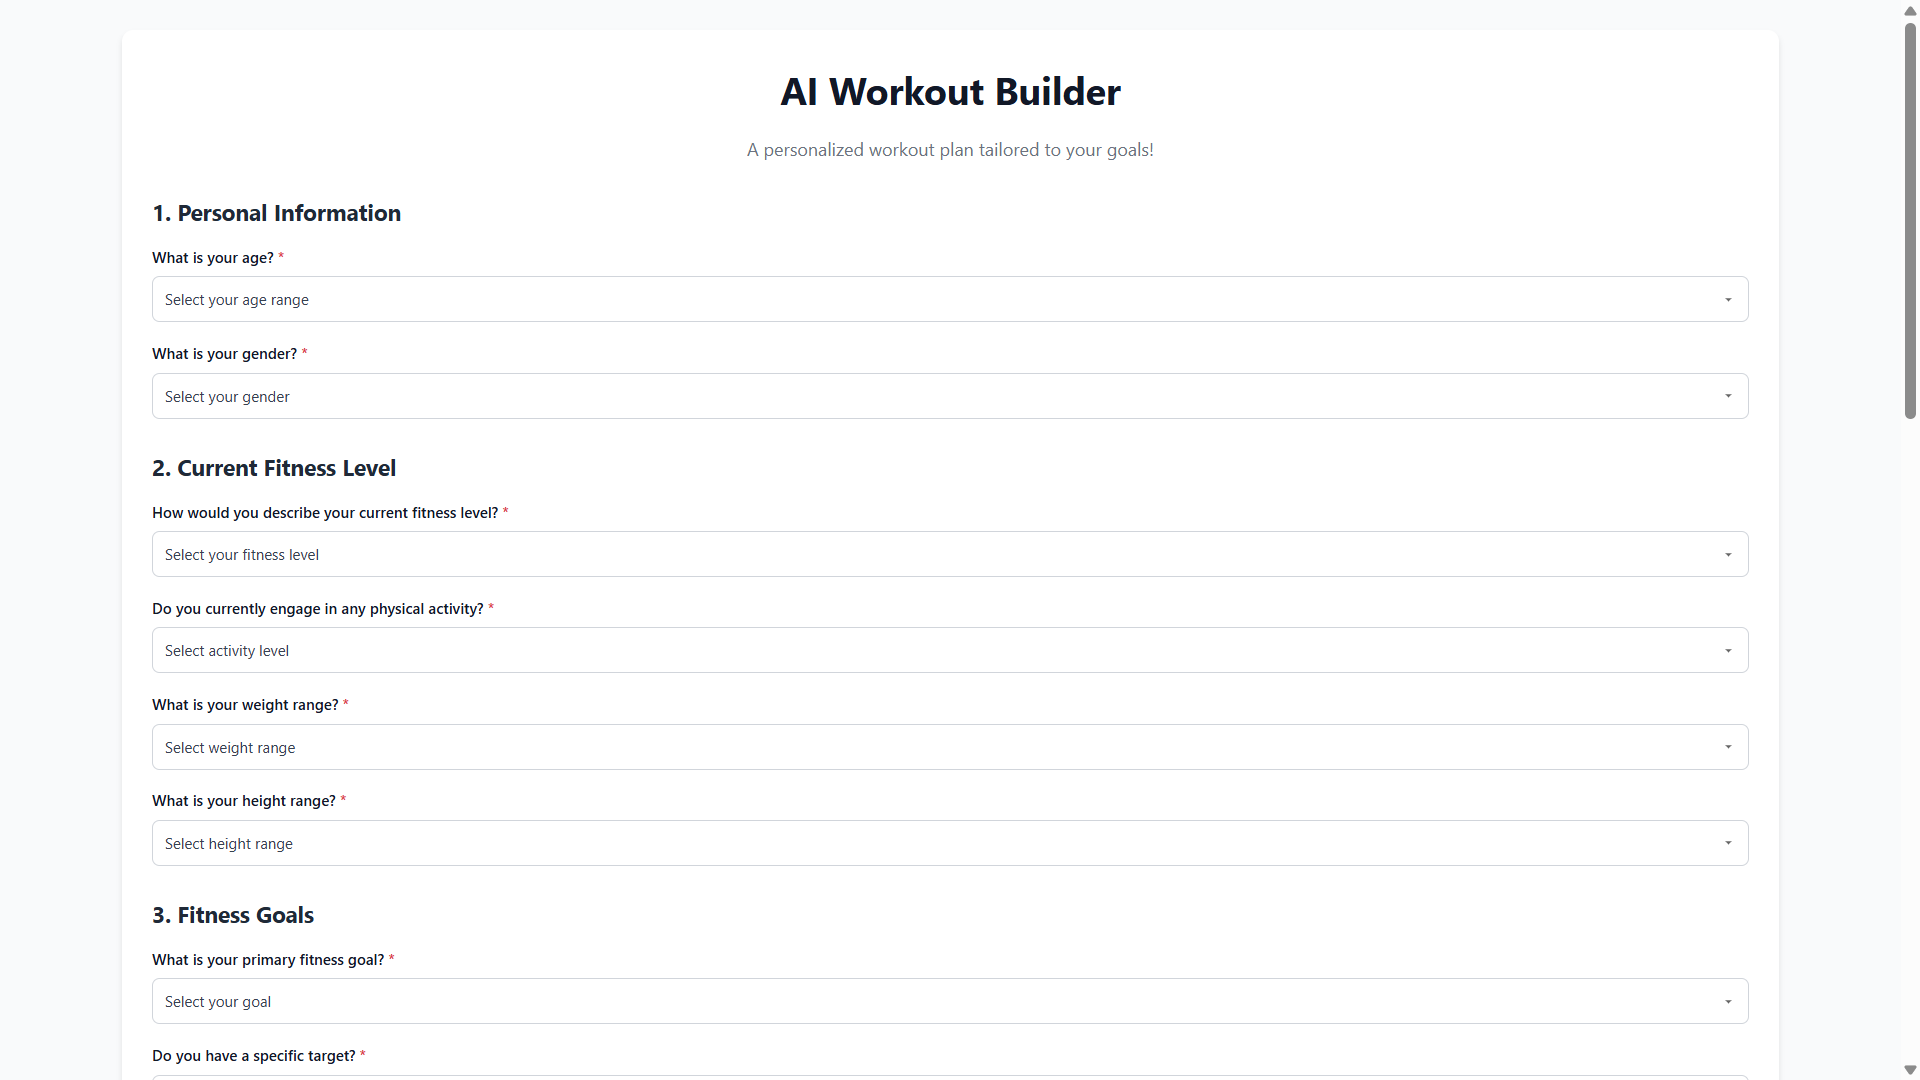 AI Workout Builder
A personalized workout plan tailored to your goals!
1. Personal Information
What is your age? *
Select your age range
What is your gender? *
Select your gender
2. Current Fitness Level
How would you describe your current fitness level? *
Select your fitness level
Do you currently engage in any physical activity? *
Select activity level
What is your weight range? *
Select weight range
What is your height range? *
Select height range
3. Fitness Goals
What is your primary fitness goal? *
Select your goal
Do you have a specific target? *